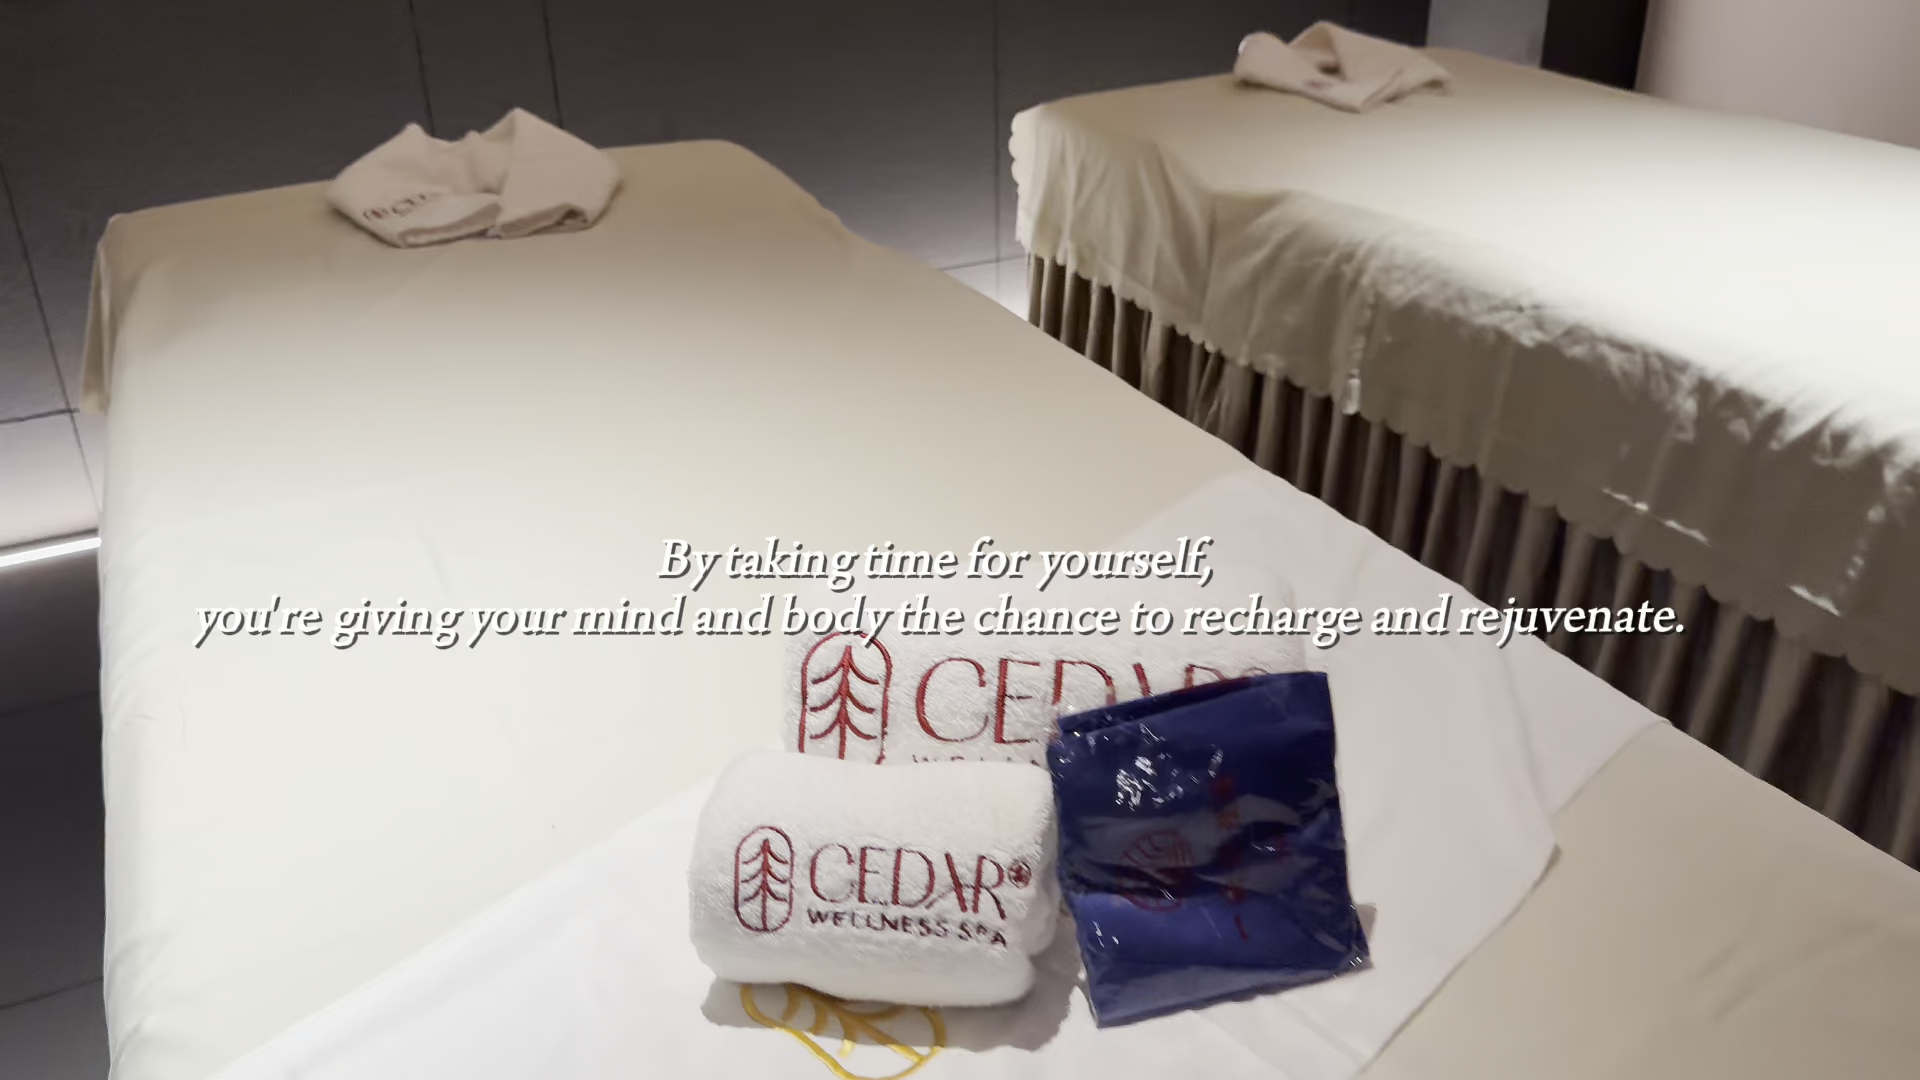 By taking time for yourself,
you're giving your mind and body the chance to recharge and rejuvenate.
CEDAR®
CEDAR®
WELLNESS SPA